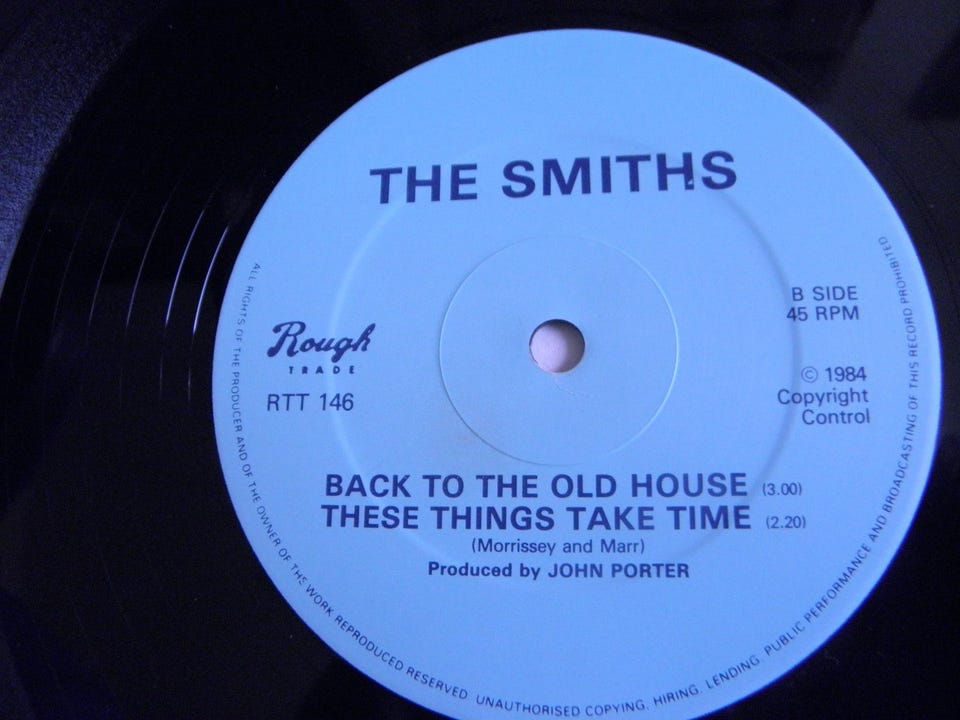 THE SMITHS
B SIDE
45 RPM
Rough
TRADE
RTT 146
© 1984
Copyright
Control
BACK TO THE OLD HOUSE (3.00)
THESE THINGS TAKE TIME (2.20)
(Morrissey and Marr)
Produced by JOHN PORTER
ALL RIGHTS OF THE PRODUCER AND OF THE OWNER OF THE WORK REPRODUCED RESERVED UNAUTHORISED COPYING, HIRING, LENDING, PUBLIC PERFORMANCE AND BROADCASTING OF THIS RECORD PROHIBITED